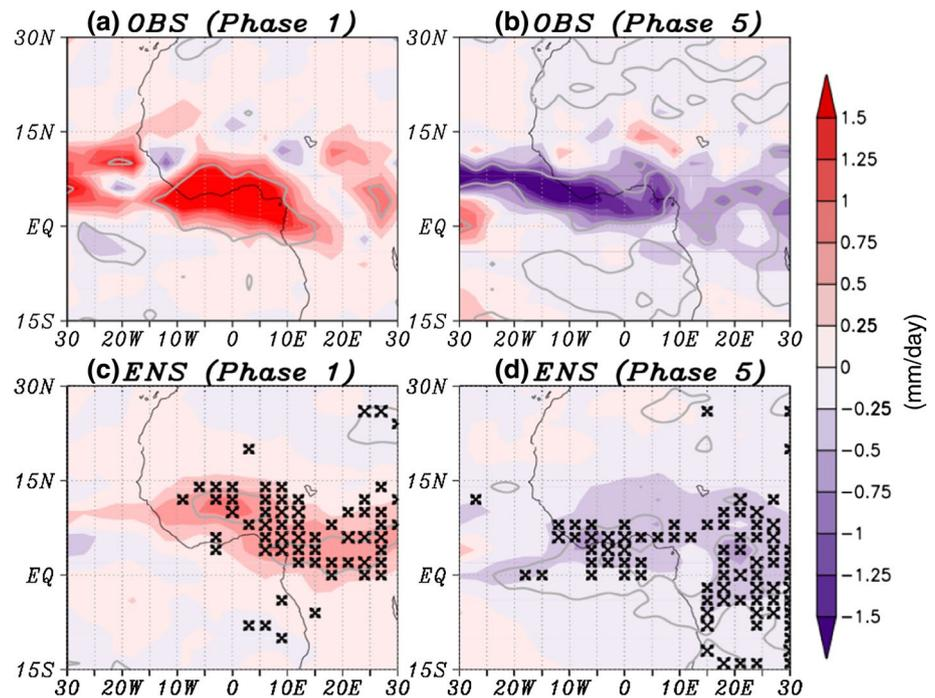 (a) OBS (Phase 1)
(b) OBS (Phase 5)
30N
15N
EQ
15S
30 20W 10W 0 10E 20E 30
30N
15N
EQ
15S
30 20W 10W 0 10E 20E 30
(c) ENS (Phase 1)
(d) ENS (Phase 5)
30N
15N
EQ
15S
30 20W 10W 0 10E 20E 30
30N
15N
EQ
15S
30 20W 10W 0 10E 20E 30
1.5
1.25
1
0.75
0.5
0.25
0
−0.25
−0.5
−0.75
−1
−1.25
−1.5
(mm/day)